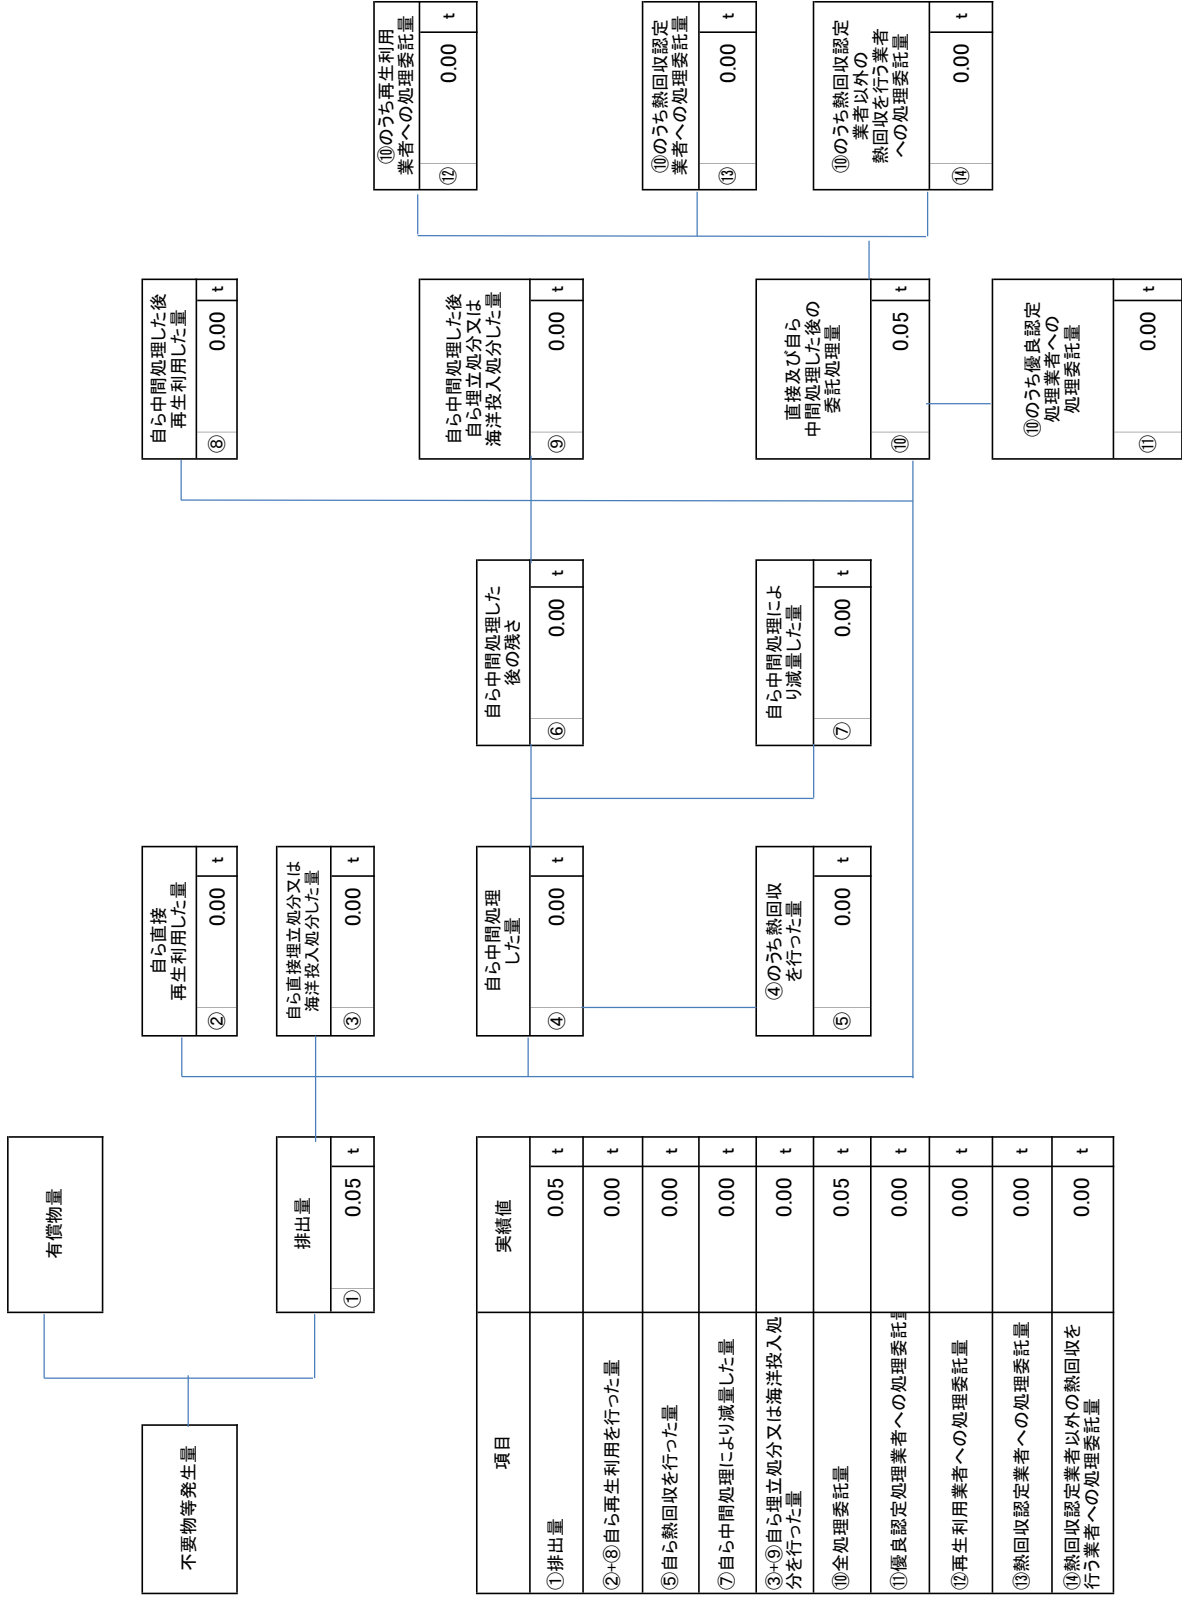 不要物等発生量
有償物量
排出量
① 0.05 t
自ら直接
再生利用した量
② 0.00 t
自ら直接埋立処分又は
海洋投入処分した量
③ 0.00 t
自ら中間処理
した量
④ 0.00 t
④のうち熱回収
を行った量
⑤ 0.00 t
自ら中間処理した
後の残さ
⑥ 0.00 t
自ら中間処理によ
り減量した量
⑦ 0.00 t
自ら中間処理した後
再生利用した量
⑧ 0.00 t
自ら中間処理した後
自ら埋立処分又は
海洋投入処分した量
⑨ 0.00 t
直接及び自ら
中間処理した後の
委託処理量
⑩ 0.05 t
⑩のうち優良認定
処理業者への
処理委託量
⑪ 0.00 t
⑩のうち再生利用
業者への処理委託量
⑫ 0.00 t
⑩のうち熱回収認定
業者への処理委託量
⑬ 0.00 t
⑩のうち熱回収認定
業者以外の
熱回収を行う業者
への処理委託量
⑭ 0.00 t
項目 実績値
①排出量 0.05 t
②+⑧自ら再生利用を行った量 0.00 t
⑤自ら熱回収を行った量 0.00 t
⑦自ら中間処理により減量した量 0.00 t
③+⑨自ら埋立処分又は海洋投入処
分を行った量 0.00 t
⑩全処理委託量 0.05 t
⑪優良認定処理業者への処理委託量 0.00 t
⑫再生利用業者への処理委託量 0.00 t
⑬熱回収認定業者への処理委託量 0.00 t
⑭熱回収認定業者以外の熱回収を
行う業者への処理委託量 0.00 t